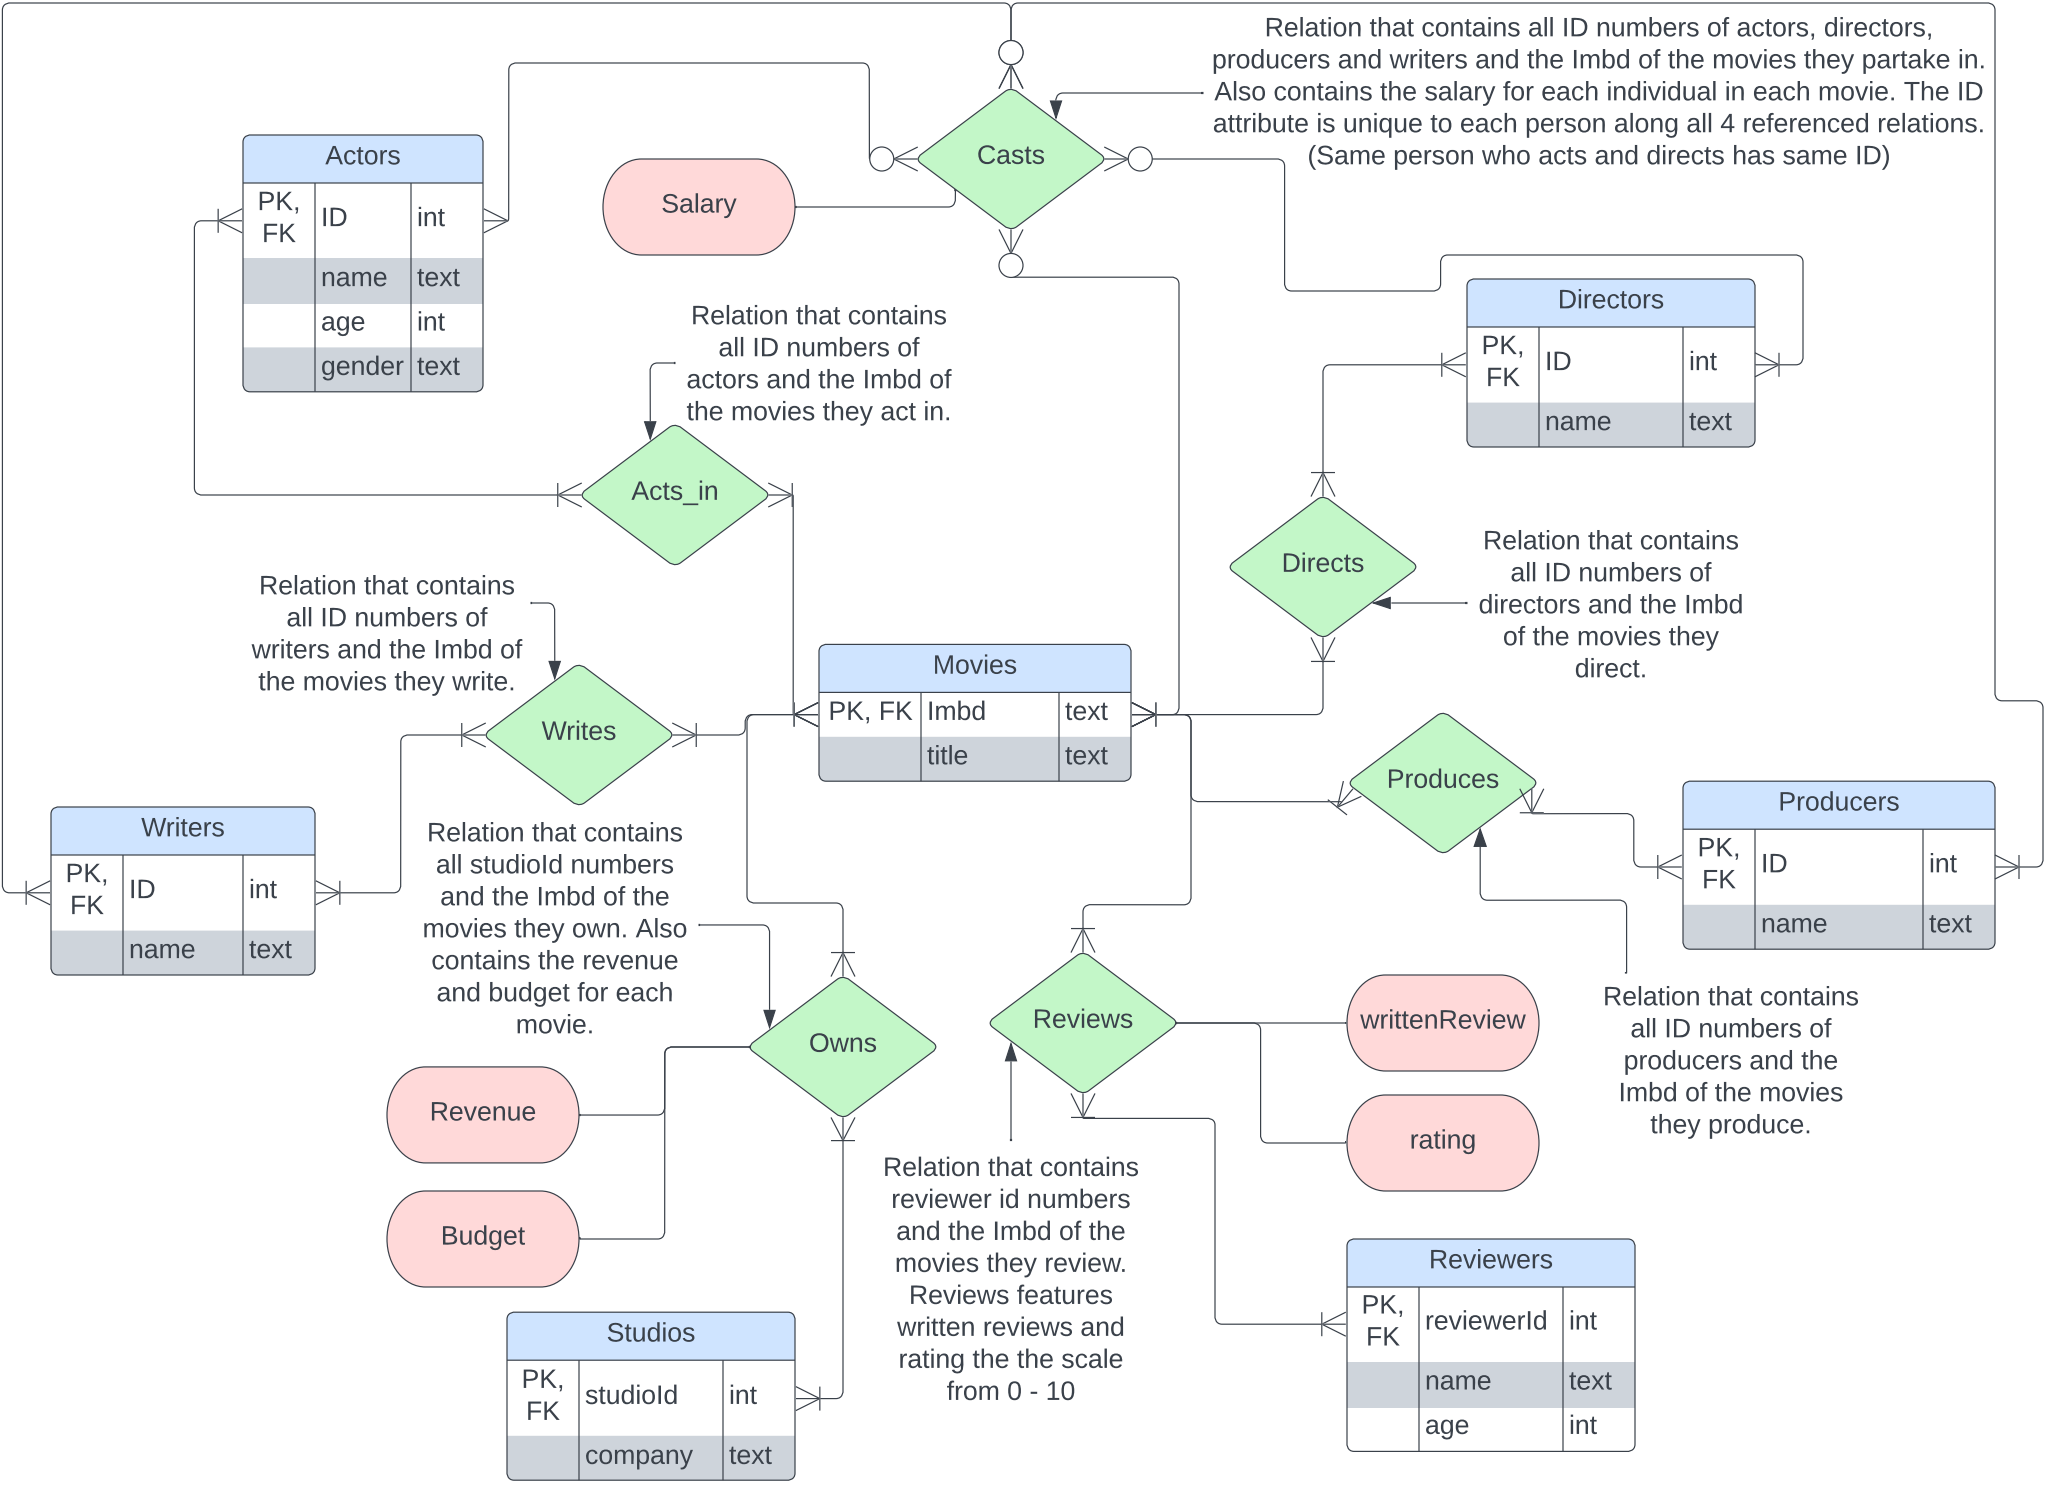 Relation that contains all ID numbers of actors, directors,
producers and writers and the Imbd of the movies they partake in.
Also contains the salary for each individual in each movie. The ID
attribute is unique to each person along all 4 referenced relations.
(Same person who acts and directs has same ID)
Casts
Salary
Actors
PK, FK ID int
name text
age int
gender text
Directors
PK, FK ID int
name text
Relation that contains
all ID numbers of
actors and the Imbd of
the movies they act in.
Acts_in
Directs
Relation that contains
all ID numbers of
directors and the Imbd
of the movies they
direct.
Relation that contains
all ID numbers of
writers and the Imbd of
the movies they write.
Writes
Movies
PK, FK Imbd text
title text
Produces
Producers
PK, FK ID int
name text
Writers
PK, FK ID int
name text
Relation that contains
all studioId numbers
and the Imbd of the
movies they own. Also
contains the revenue
and budget for each
movie.
Owns
Reviews
writtenReview
rating
Relation that contains
all ID numbers of
producers and the
Imbd of the movies
they produce.
Revenue
Budget
Relation that contains
reviewer id numbers
and the Imbd of the
movies they review.
Reviews features
written reviews and
rating the the scale
from 0 - 10
Reviewers
PK, FK reviewerId int
name text
age int
Studios
PK, FK studioId int
company text